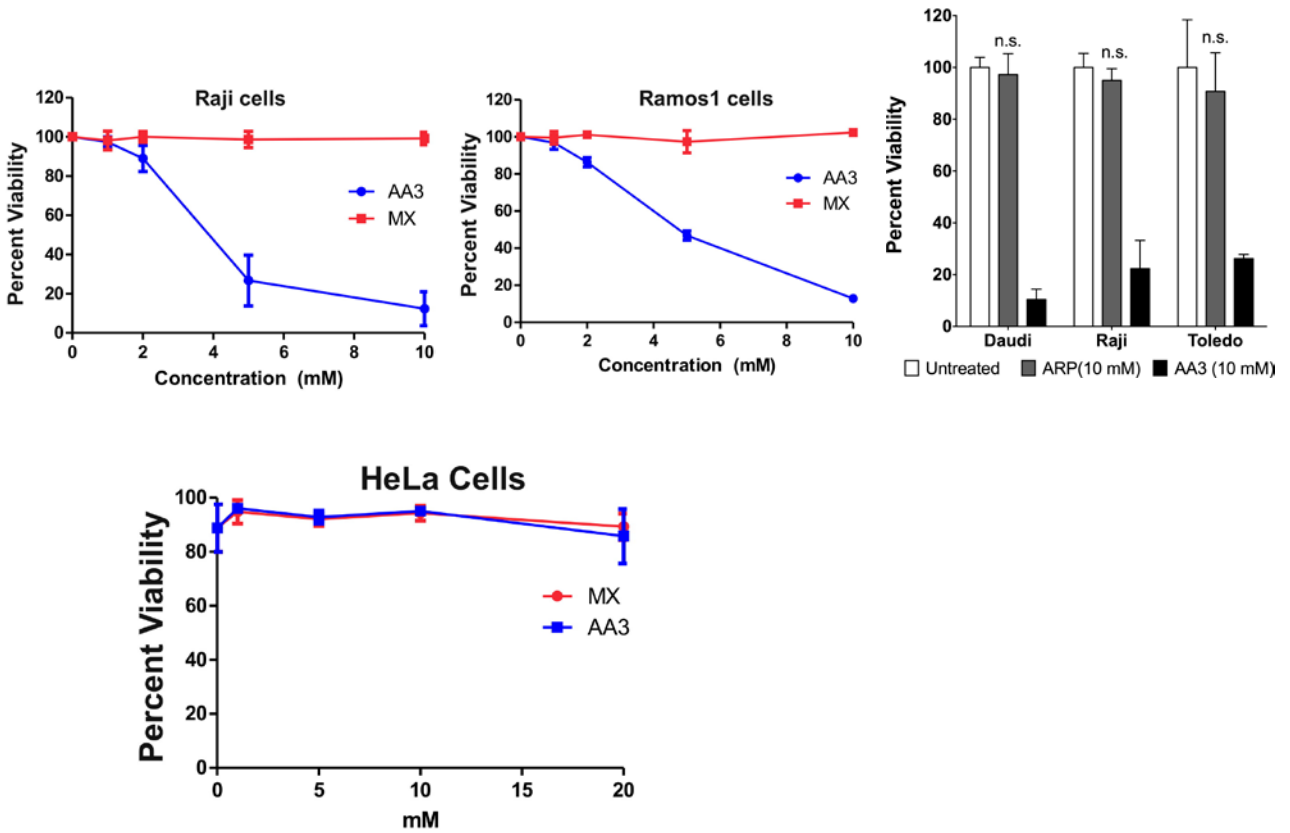 Raji cells
Percent Viability
120
100
80
60
40
20
0
AA3
MX
0 2 4 6 8 10
Concentration (mM)
Ramos1 cells
Percent Viability
120
100
80
60
40
20
0
AA3
MX
0 2 4 6 8 10
Concentration (mM)
Percent Viability
120
100
80
60
40
20
0
n.s. n.s. n.s.
Daudi Raji Toledo
Untreated ARP(10 mM) AA3 (10 mM)
HeLa Cells
Percent Viability
100
80
60
40
20
0
MX
AA3
0 5 10 15 20
mM